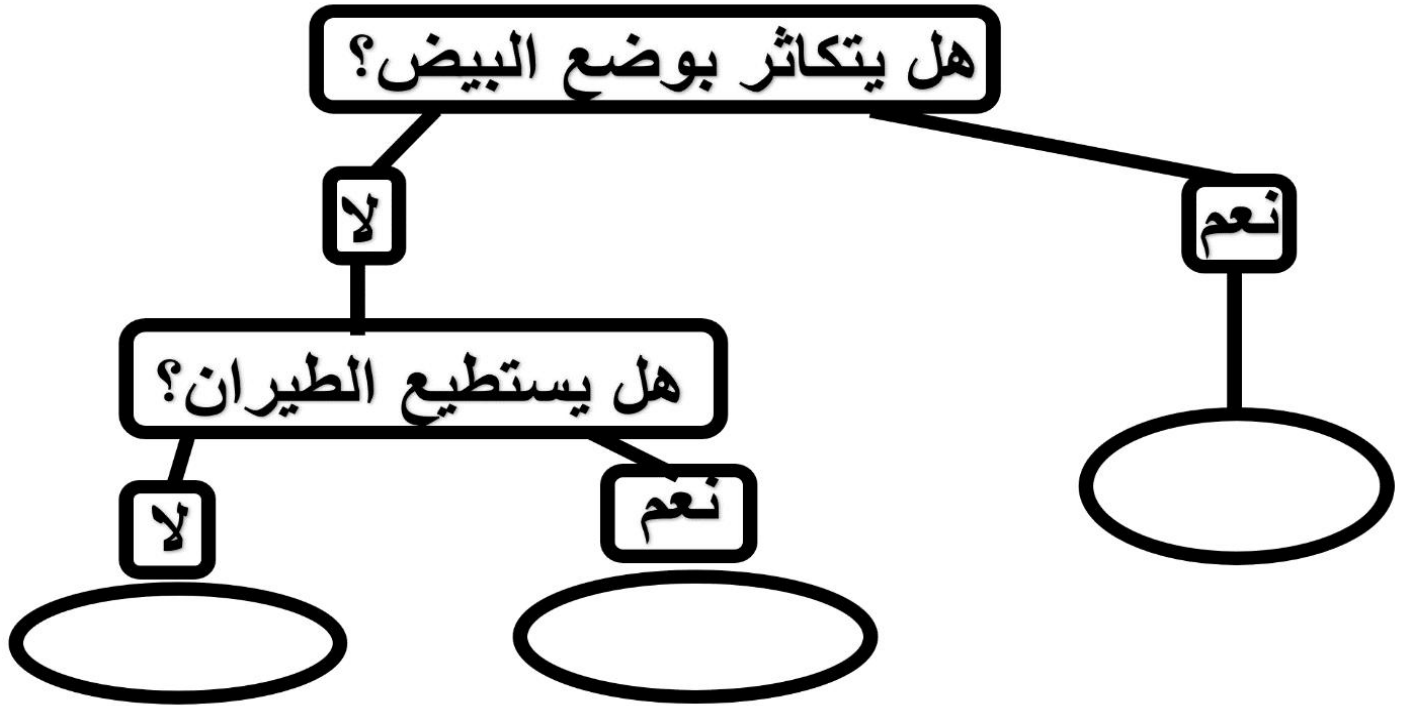 هل يتكاثر بوضع البيض؟
نعم
لا
هل يستطيع الطيران؟
نعم
لا